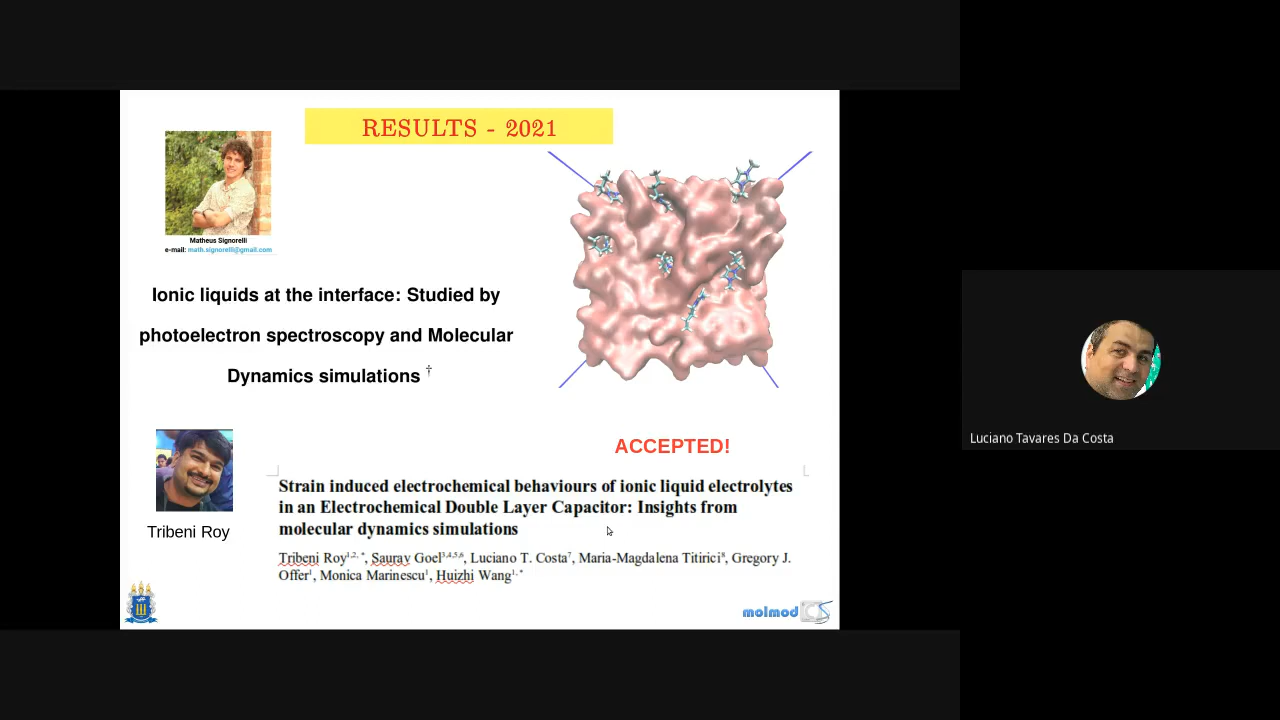 RESULTS - 2021
Matheus Signorelli
e-mail: math.signorelli@gmail.com
Ionic liquids at the interface: Studied by
photoelectron spectroscopy and Molecular
Dynamics simulations †
ACCEPTED!
Strain induced electrochemical behaviours of ionic liquid electrolytes
in an Electrochemical Double Layer Capacitor: Insights from
molecular dynamics simulations
Tribeni Roy
Tribeni Roy1,2, *, Saurav Goel3,4,5,6, Luciano T. Costa7, Maria-Magdalena Titirici8, Gregory J.
Offer1, Monica Marinescu1, Huizhi Wang1,*
molmod CS
Luciano Tavares Da Costa